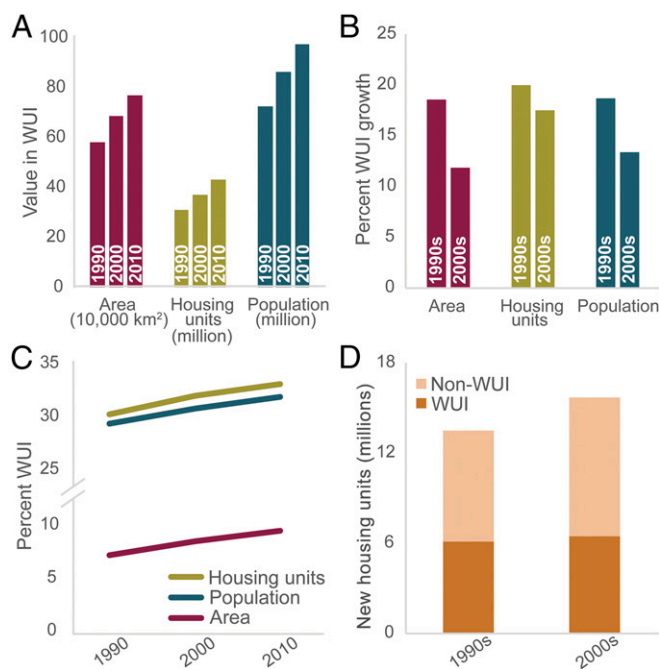 A
Value in WUI
100
80
60
40
20
0
1990
2000
2010
1990
2000
2010
1990
2000
2010
Area
(10,000 km²)
Housing
units
(million)
Population
(million)
B
Percent WUI growth
25
20
15
10
5
0
1990s
2000s
1990s
2000s
1990s
2000s
Area
Housing
units
Population
C
Percent WUI
35
30
25
10
5
0
Housing units
Population
Area
1990
2000
2010
D
New housing units (millions)
18
12
6
0
Non-WUI
WUI
1990s
2000s